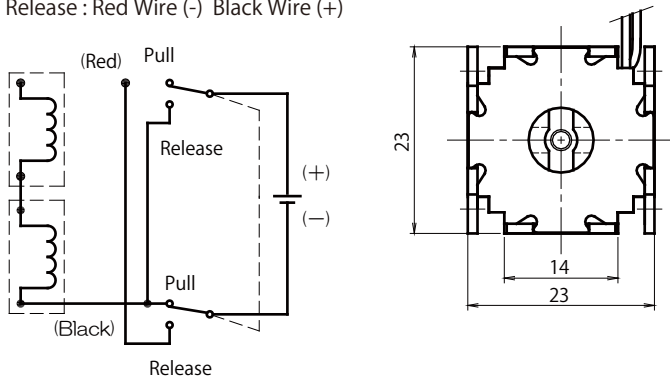 Release : Red Wire (-) Black Wire (+)
(Red)
Pull
Release
(+)
(−)
Pull
(Black)
Release
23
14
23